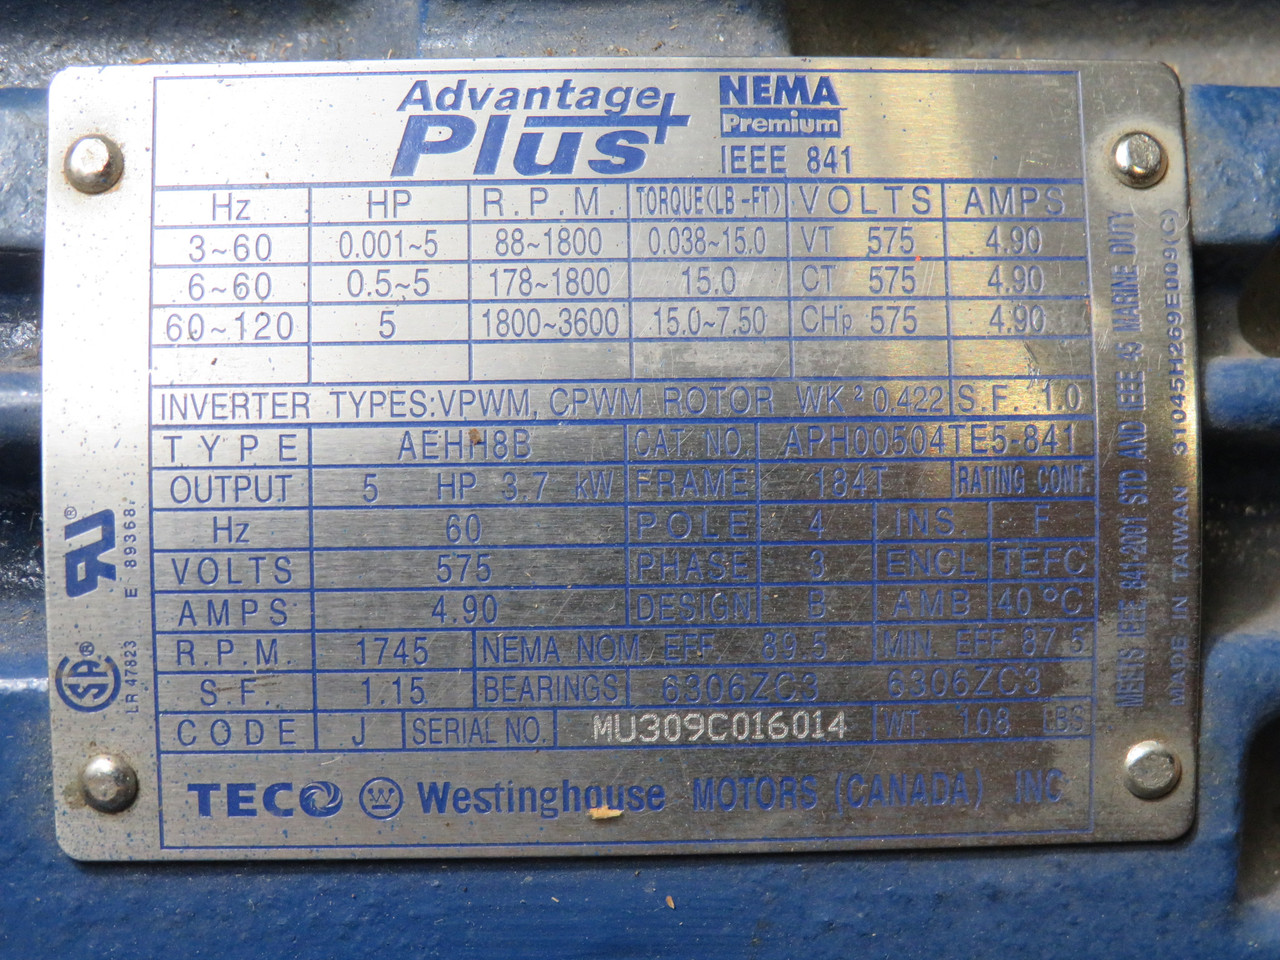 Advantage
Plus+
NEMA
Premium
IEEE 841
Hz HP R.P.M. TORQUE(LB-FT) VOLTS AMPS
3~60 0.001~5 88~1800 0.038~15.0 VT 575 4.90
6~60 0.5~5 178~1800 15.0 CT 575 4.90
60~120 5 1800~3600 15.0~7.50 CHp 575 4.90
INVERTER TYPES:VPWM, CPWM ROTOR WK² 0.422 S.F. 1.0
TYPE AEHH8B CAT. NO. APH00504TE5-841
OUTPUT 5 HP 3.7 kW FRAME 184T RATING CONT.
Hz 60 POLE 4 INS F
VOLTS 575 PHASE 3 ENCL TEFC
AMPS 4.90 DESIGN B AMB 40°C
R.P.M. 1745 NEMA NOM. EFF. 89.5 MIN. EFF. 87.5
S.F. 1.15 BEARINGS 6306ZC3 6306ZC3
CODE J SERIAL NO. MU309C016014 WT. 108 LBS
TECO W Westinghouse MOTORS (CANADA) INC
RU ®
E 89368
SA ®
LR 47823
MEETS IEEE 841-2001 STD AND IEEE 45 MARINE DUTY
MADE IN TAIWAN 31045H269E009(C)